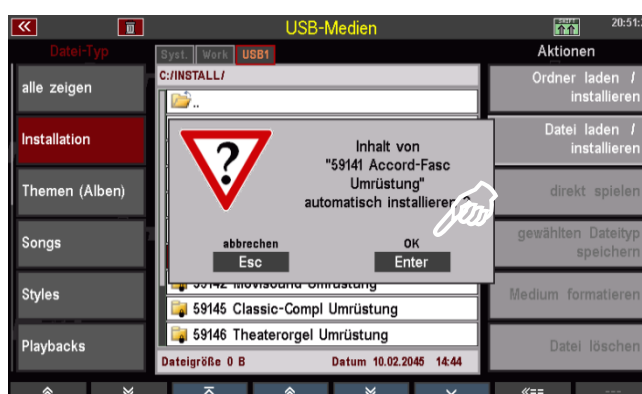 USB-Medien
20:51:
Datei-Typ
Syst. Work USB1
Aktionen
C:/INSTALL/
alle zeigen
..
Ordner laden /
installieren
Installation
Inhalt von
"59141 Accord-Fasc
Umrüstung"
automatisch installieren ?
Datei laden /
installieren
Themen (Alben)
direkt spielen
Songs
abbrechen
Esc
OK
Enter
gewählten Dateityp
speichern
Styles
59142 Movisound Umrüstung
59145 Classic-Compl Umrüstung
Medium formatieren
Playbacks
59146 Theaterorgel Umrüstung
Dateigröße 0 B Datum 10.02.2045 14:44
Datei löschen